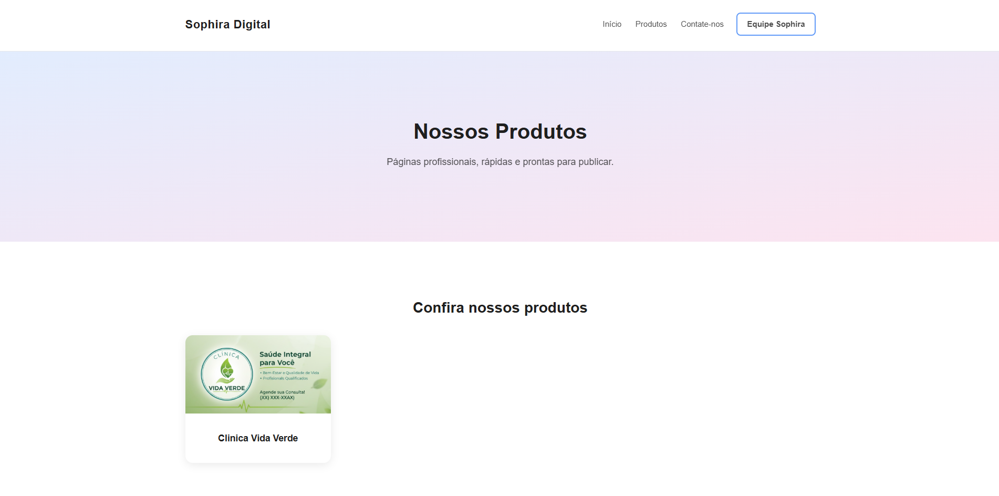 Sophira Digital
Início
Produtos
Contate-nos
Equipe Sophira
Nossos Produtos
Páginas profissionais, rápidas e prontas para publicar.
Confira nossos produtos
CLÍNICA
VIDA VERDE
Saúde Integral
para Você
• Bem-Estar e Qualidade de Vida
• Profisionals Qualificados
Agende sua Consulta!
(XX) XXX-XXAX)
Clinica Vida Verde